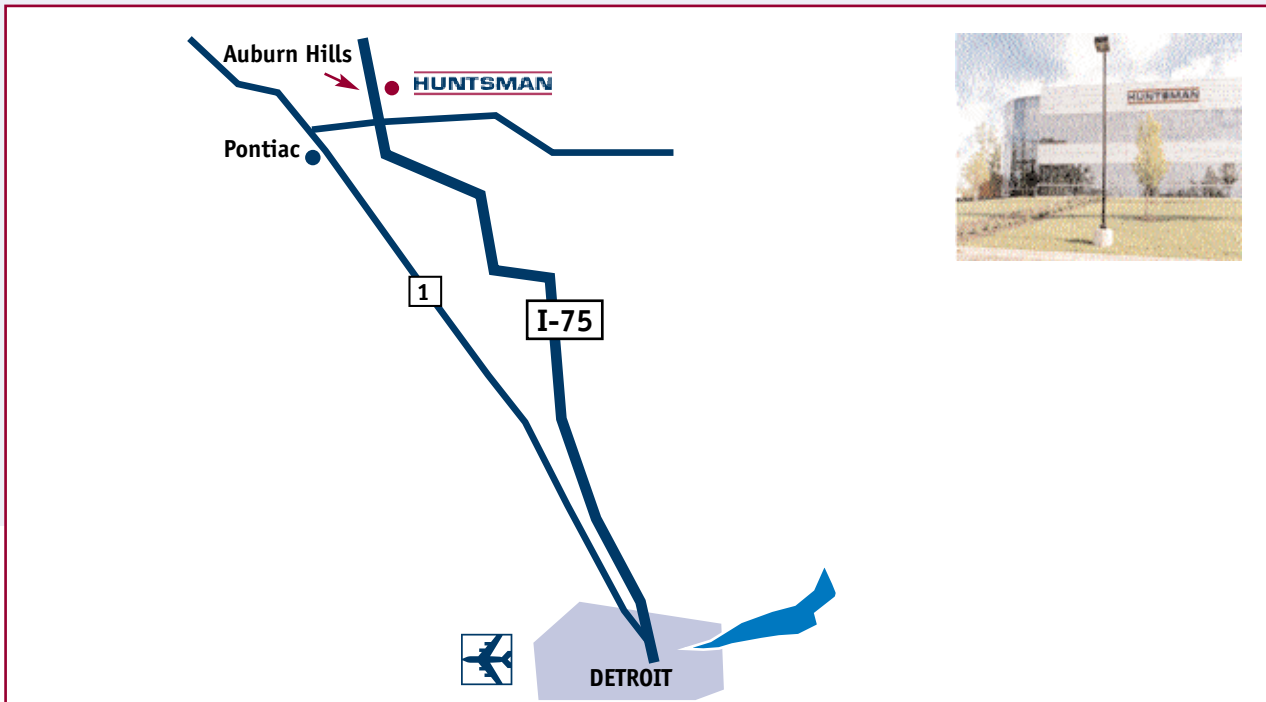 Auburn Hills
HUNTSMAN
Pontiac
1
I-75
DETROIT
HUNTSMAN